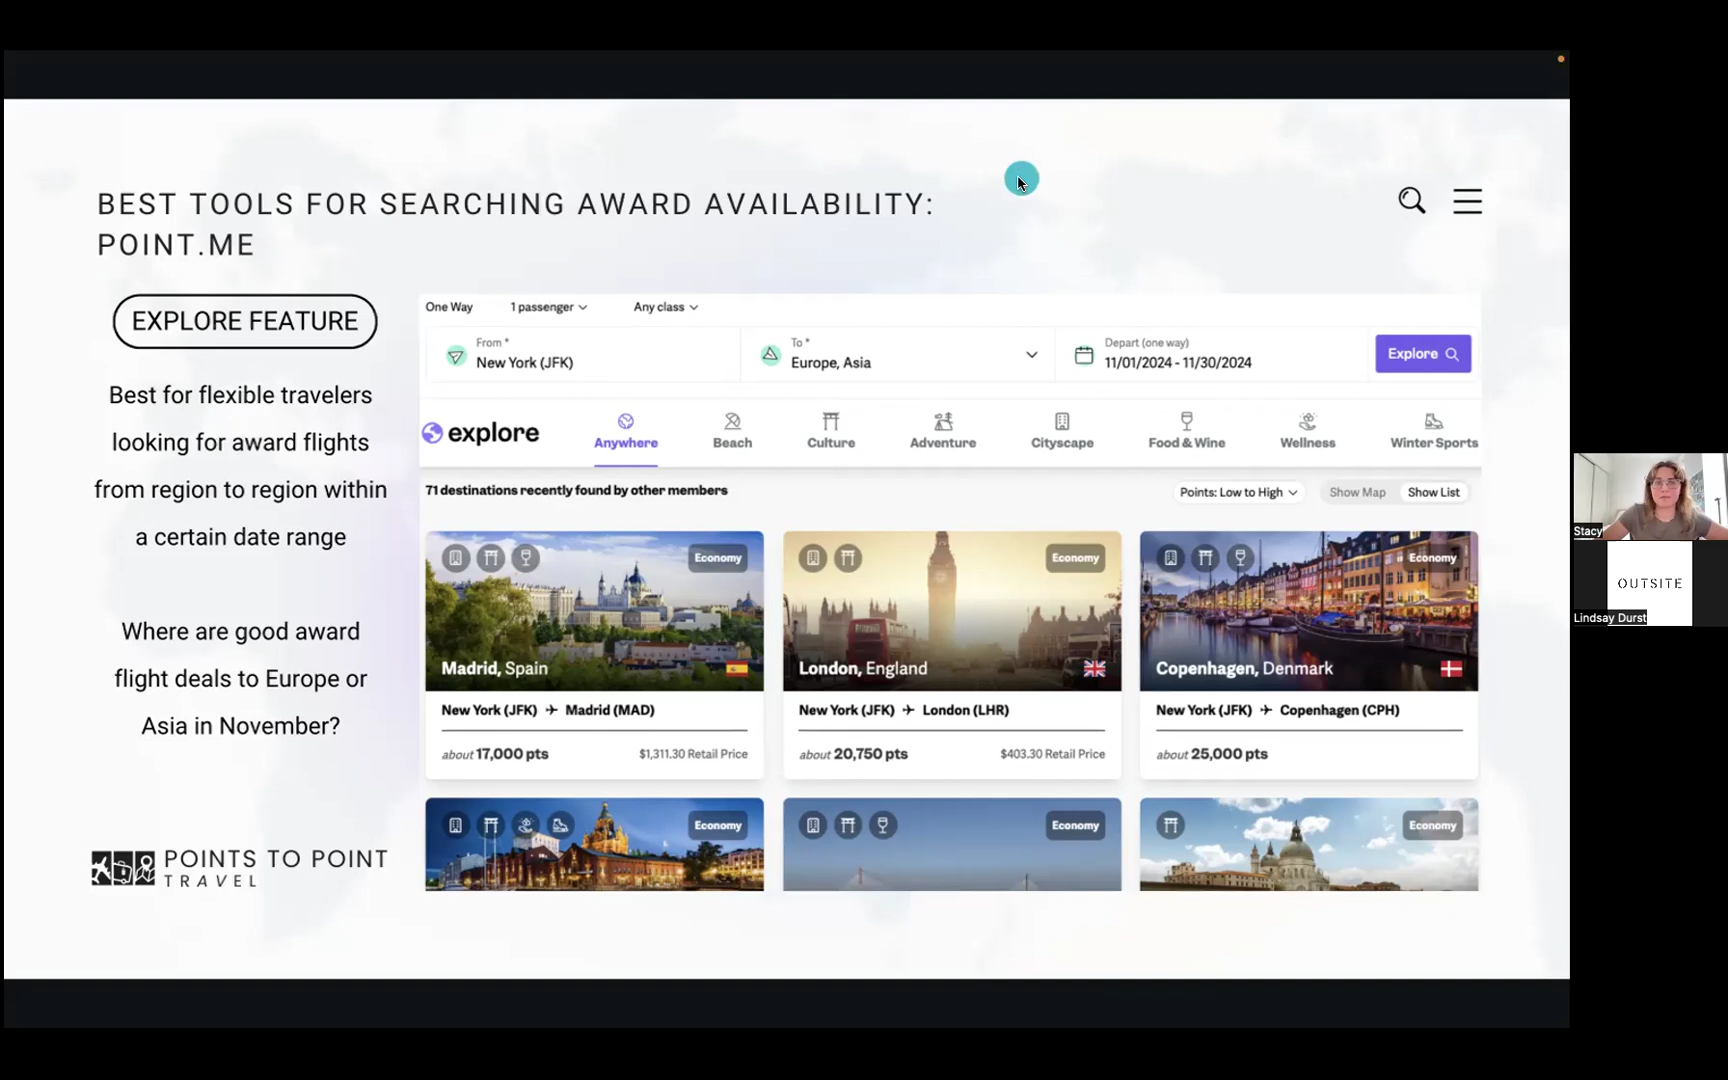 BEST TOOLS FOR SEARCHING AWARD AVAILABILITY:
POINT.ME
EXPLORE FEATURE
Best for flexible travelers
looking for award flights
from region to region within
a certain date range
Where are good award
flight deals to Europe or
Asia in November?
POINTS TO POINT
TRAVEL
One Way 1 passenger Any class
From * To * Depart (one way)
New York (JFK) Europe, Asia 11/01/2024 - 11/30/2024 Explore
explore Anywhere Beach Culture Adventure Cityscape Food & Wine Wellness Winter Sports
71 destinations recently found by other members Points: Low to High Show Map Show List
Economy Economy Economy
Madrid, Spain London, England Copenhagen, Denmark
New York (JFK) Madrid (MAD) New York (JFK) London (LHR) New York (JFK) Copenhagen (CPH)
about 17,000 pts $1,311.30 Retail Price about 20,750 pts $403.30 Retail Price about 25,000 pts
Economy Economy Economy
Stacy
OUTSITE
Lindsay Durst